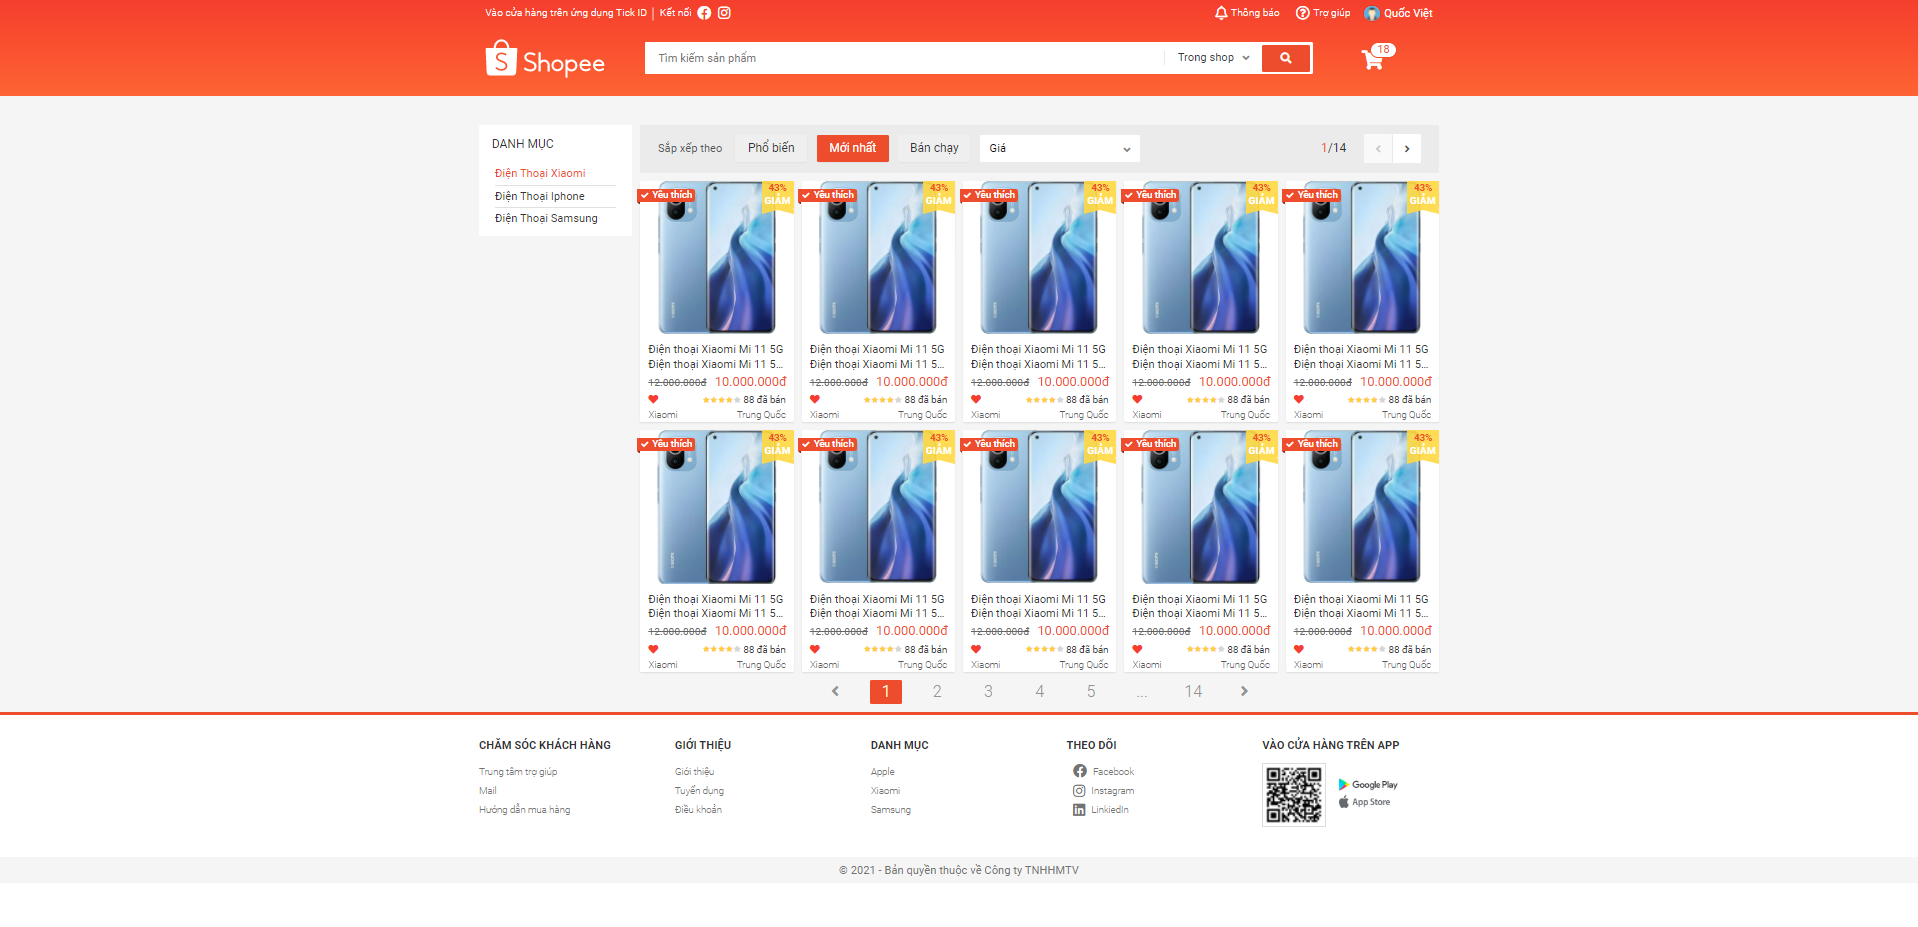 Vào cửa hàng trên ứng dụng Tick ID | Kết nối
Thông báo
Trợ giúp
Quốc Việt
S Shopee
Tìm kiếm sản phẩm
Trong shop
18
DANH MỤC
Điện Thoại Xiaomi
Điện Thoại Iphone
Điện Thoại Samsung
Sắp xếp theo
Phổ biến
Mới nhất
Bán chạy
Giá
1/14
Yêu thích 43% Yêu thích 43% Yêu thích 43% Yêu thích 43% Yêu thích 43%
GIẢM GIẢM GIẢM GIẢM GIẢM
Điện thoại Xiaomi Mi 11 5G Điện thoại Xiaomi Mi 11 5G Điện thoại Xiaomi Mi 11 5G Điện thoại Xiaomi Mi 11 5G Điện thoại Xiaomi Mi 11 5G
Điện thoại Xiaomi Mi 11 5... Điện thoại Xiaomi Mi 11 5... Điện thoại Xiaomi Mi 11 5... Điện thoại Xiaomi Mi 11 5... Điện thoại Xiaomi Mi 11 5...
12.000.000đ 10.000.000đ 12.000.000đ 10.000.000đ 12.000.000đ 10.000.000đ 12.000.000đ 10.000.000đ 12.000.000đ 10.000.000đ
88 đã bán 88 đã bán 88 đã bán 88 đã bán 88 đã bán
Xiaomi Trung Quốc Xiaomi Trung Quốc Xiaomi Trung Quốc Xiaomi Trung Quốc Xiaomi Trung Quốc
Yêu thích 43% Yêu thích 43% Yêu thích 43% Yêu thích 43% Yêu thích 43%
GIẢM GIẢM GIẢM GIẢM GIẢM
Điện thoại Xiaomi Mi 11 5G Điện thoại Xiaomi Mi 11 5G Điện thoại Xiaomi Mi 11 5G Điện thoại Xiaomi Mi 11 5G Điện thoại Xiaomi Mi 11 5G
Điện thoại Xiaomi Mi 11 5... Điện thoại Xiaomi Mi 11 5... Điện thoại Xiaomi Mi 11 5... Điện thoại Xiaomi Mi 11 5... Điện thoại Xiaomi Mi 11 5...
12.000.000đ 10.000.000đ 12.000.000đ 10.000.000đ 12.000.000đ 10.000.000đ 12.000.000đ 10.000.000đ 12.000.000đ 10.000.000đ
88 đã bán 88 đã bán 88 đã bán 88 đã bán 88 đã bán
Xiaomi Trung Quốc Xiaomi Trung Quốc Xiaomi Trung Quốc Xiaomi Trung Quốc Xiaomi Trung Quốc
1 2 3 4 5 ... 14
CHĂM SÓC KHÁCH HÀNG
Trung tâm trợ giúp
Mail
Hướng dẫn mua hàng
GIỚI THIỆU
Giới thiệu
Tuyển dụng
Điều khoản
DANH MỤC
Apple
Xiaomi
Samsung
THEO DÕI
Facebook
Instagram
LinkiedIn
VÀO CỬA HÀNG TRÊN APP
Google Play
App Store
© 2021 - Bản quyền thuộc về Công ty TNHHMTV